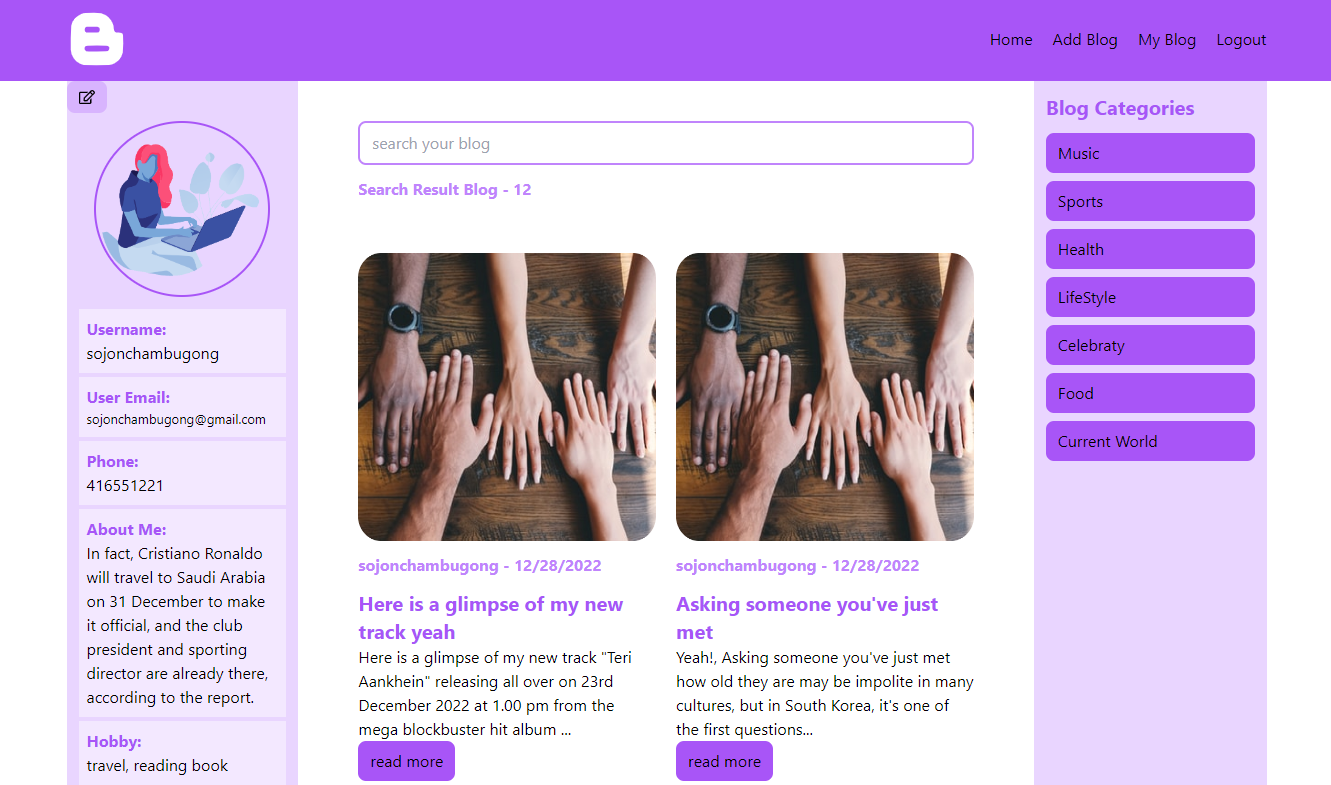 Home Add Blog My Blog Logout
Username:
sojonchambugong
User Email:
sojonchambugong@gmail.com
Phone:
416551221
About Me:
In fact, Cristiano Ronaldo
will travel to Saudi Arabia
on 31 December to make
it official, and the club
president and sporting
director are already there,
according to the report.
Hobby:
travel, reading book
search your blog
Search Result Blog - 12
sojonchambugong - 12/28/2022
Here is a glimpse of my new
track yeah
Here is a glimpse of my new track "Teri
Aankhein" releasing all over on 23rd
December 2022 at 1.00 pm from the
mega blockbuster hit album ...
read more
sojonchambugong - 12/28/2022
Asking someone you've just
met
Yeah!, Asking someone you've just met
how old they are may be impolite in many
cultures, but in South Korea, it's one of
the first questions...
read more
Blog Categories
Music
Sports
Health
LifeStyle
Celebraty
Food
Current World